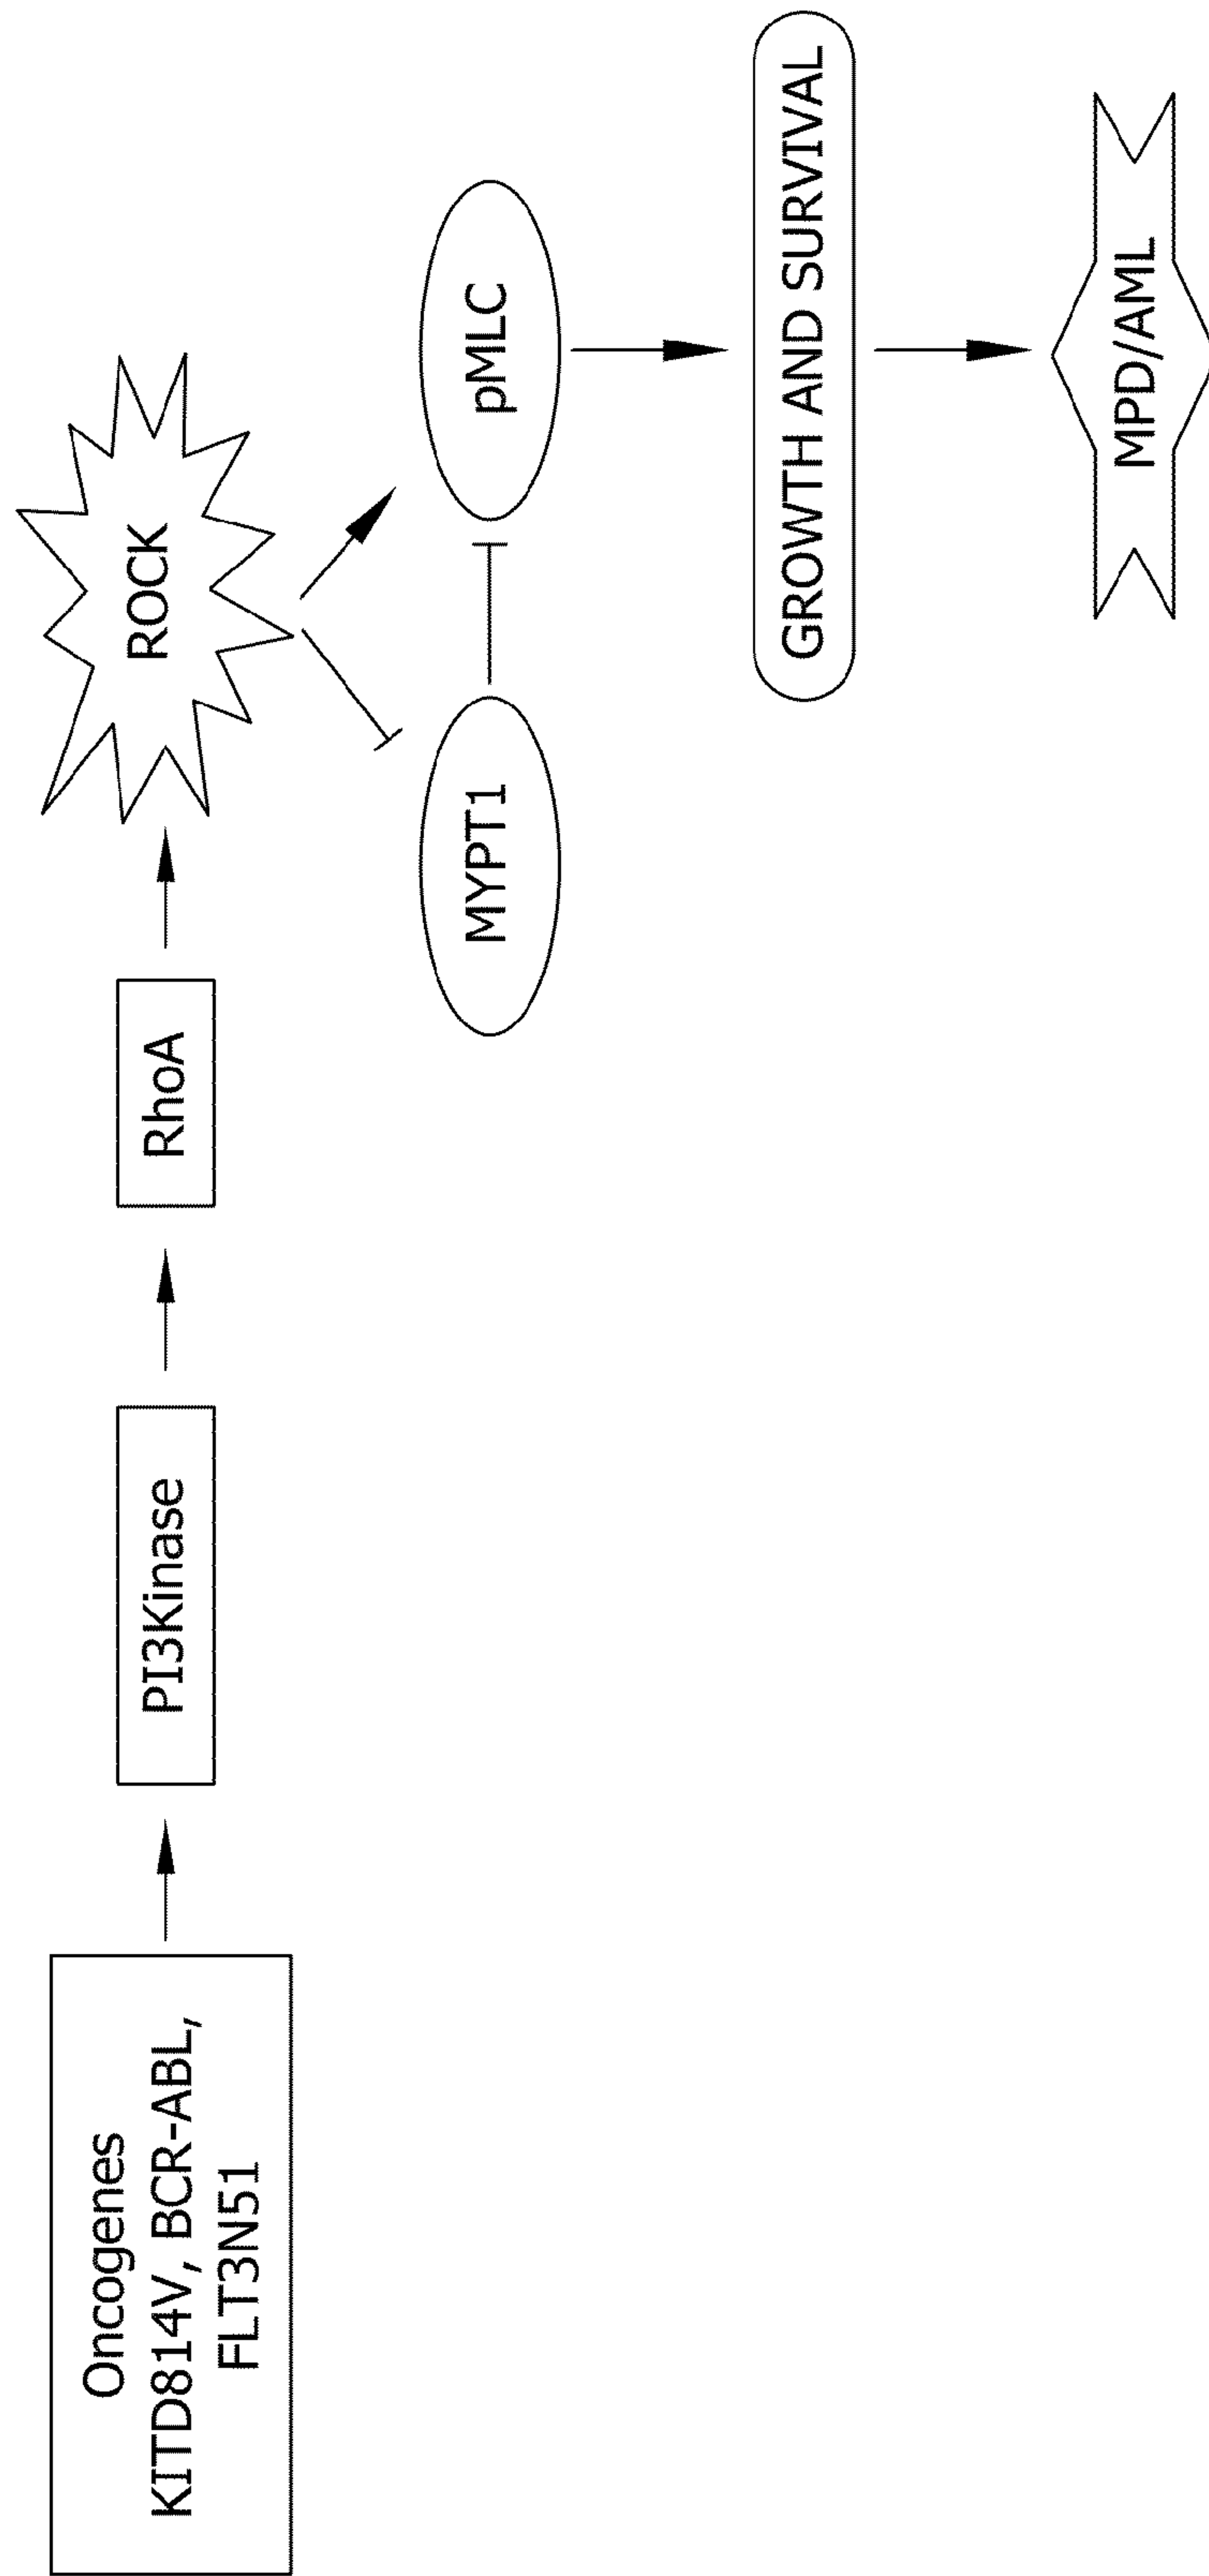 Oncogenes
KITD814V, BCR-ABL,
FLT3N51
PI3Kinase
RhoA
ROCK
MYPT1
pMLC
GROWTH AND SURVIVAL
MPD/AML